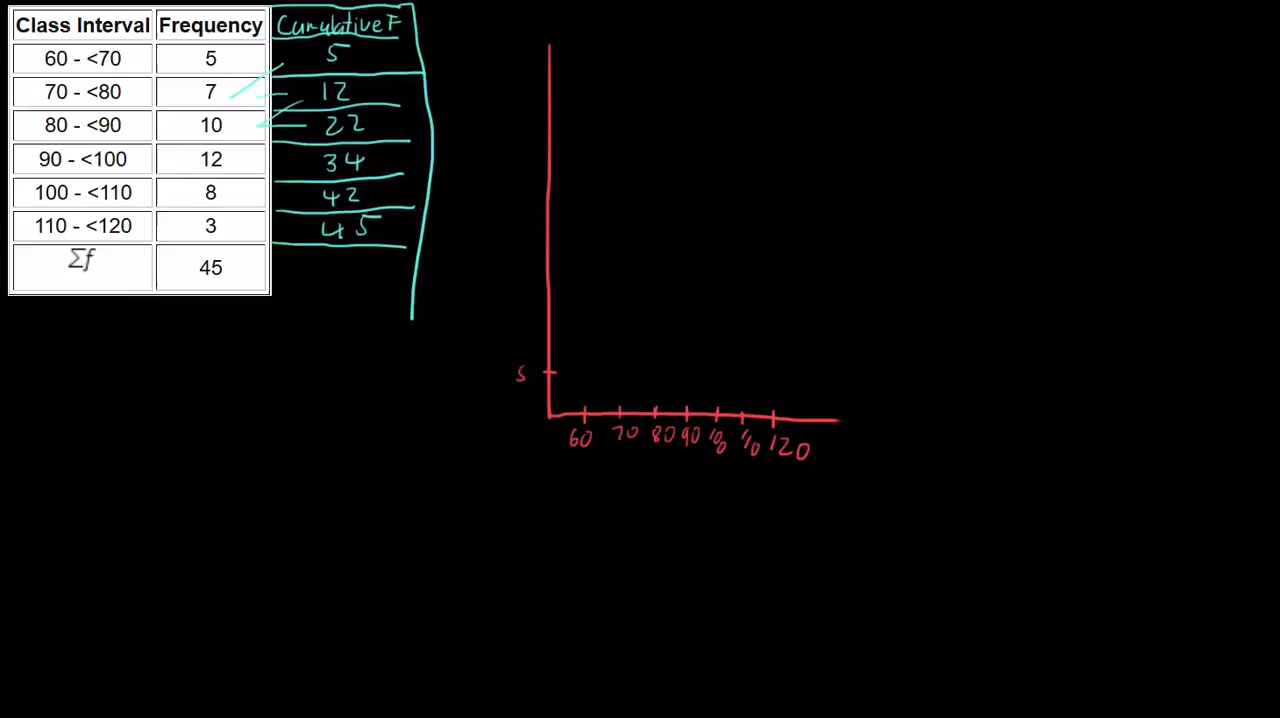 Class Interval Frequency Cumulative F
60 - <70 5 5
70 - <80 7 12
80 - <90 10 22
90 - <100 12 34
100 - <110 8 42
110 - <120 3 45
Σf 45
5
60 70 80 90 100 110 120